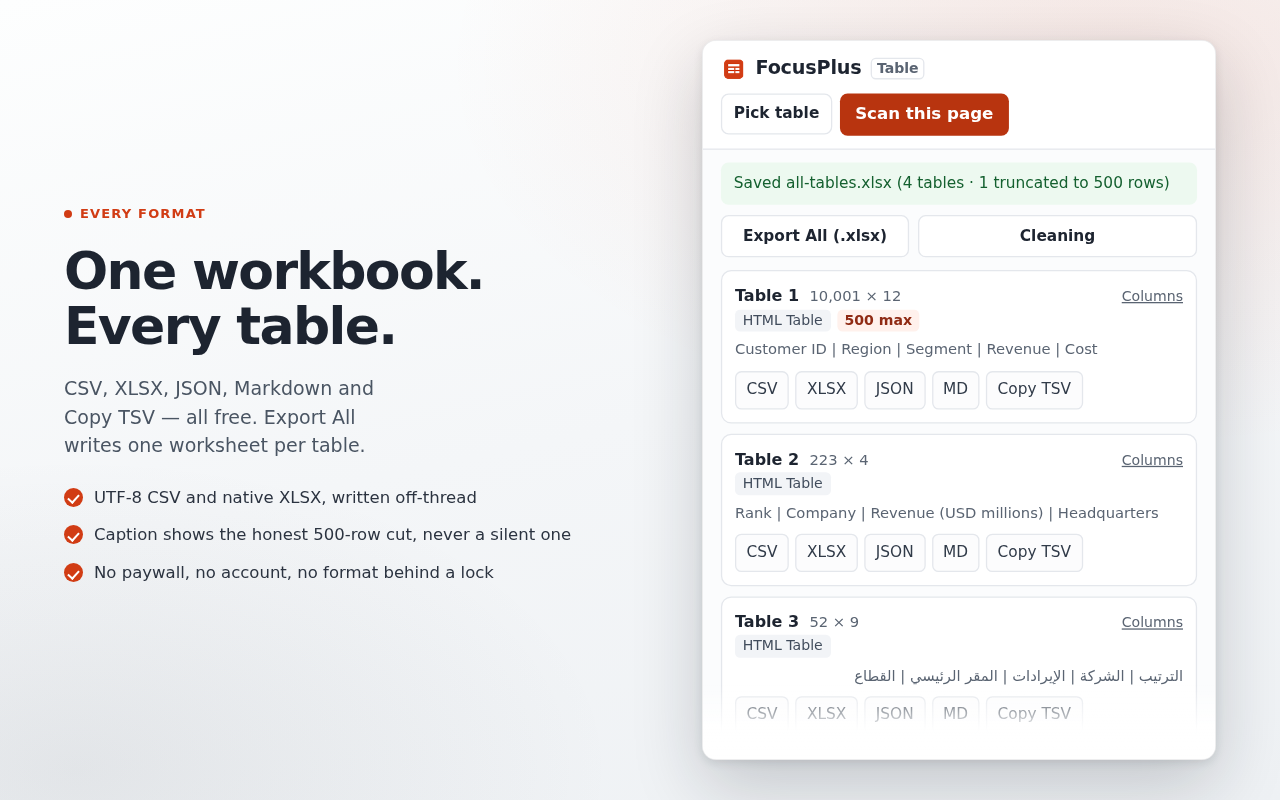 EVERY FORMAT
One workbook.
Every table.
CSV, XLSX, JSON, Markdown and
Copy TSV — all free. Export All
writes one worksheet per table.
UTF-8 CSV and native XLSX, written off-thread
Caption shows the honest 500-row cut, never a silent one
No paywall, no account, no format behind a lock
FocusPlus Table
Pick table Scan this page
Saved all-tables.xlsx (4 tables · 1 truncated to 500 rows)
Export All (.xlsx) Cleaning
Table 1 10,001 × 12 Columns
HTML Table 500 max
Customer ID | Region | Segment | Revenue | Cost
CSV XLSX JSON MD Copy TSV
Table 2 223 × 4 Columns
HTML Table
Rank | Company | Revenue (USD millions) | Headquarters
CSV XLSX JSON MD Copy TSV
Table 3 52 × 9 Columns
HTML Table
الترتيب | الشركة | الإيرادات | المقر الرئيسي | القطاع
CSV XLSX JSON MD Copy TSV